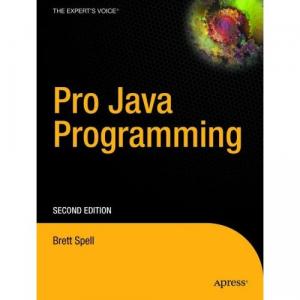 THE EXPERT'S VOICE®
Pro Java
Programming
SECOND EDITION
Brett Spell
Apress®